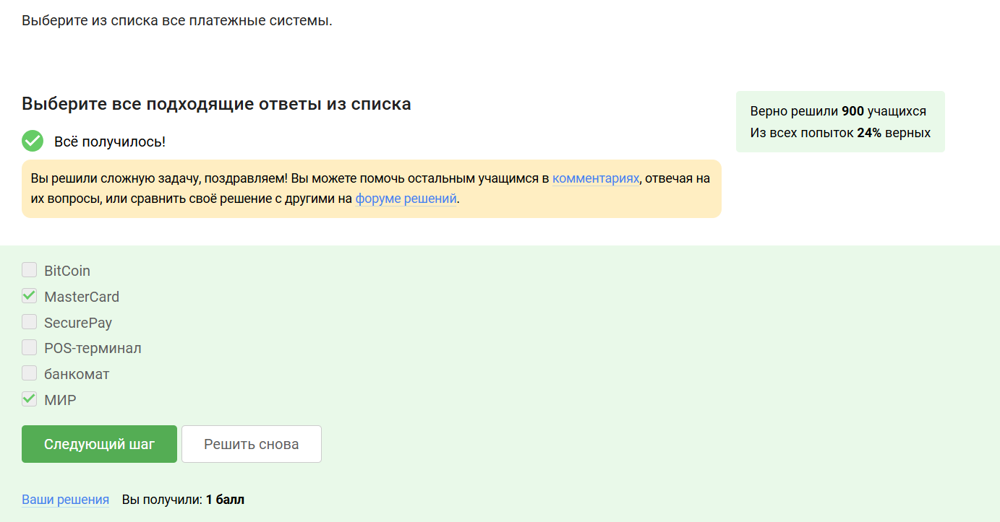 Выберите из списка все платежные системы.
Выберите все подходящие ответы из списка
Верно решили 900 учащихся
Из всех попыток 24% верных
Всё получилось!
Вы решили сложную задачу, поздравляем! Вы можете помочь остальным учащимся в комментариях, отвечая на
их вопросы, или сравнить своё решение с другими на форуме решений.
BitCoin
MasterCard
SecurePay
POS-терминал
банкомат
МИР
Следующий шаг
Решить снова
Ваши решения Вы получили: 1 балл